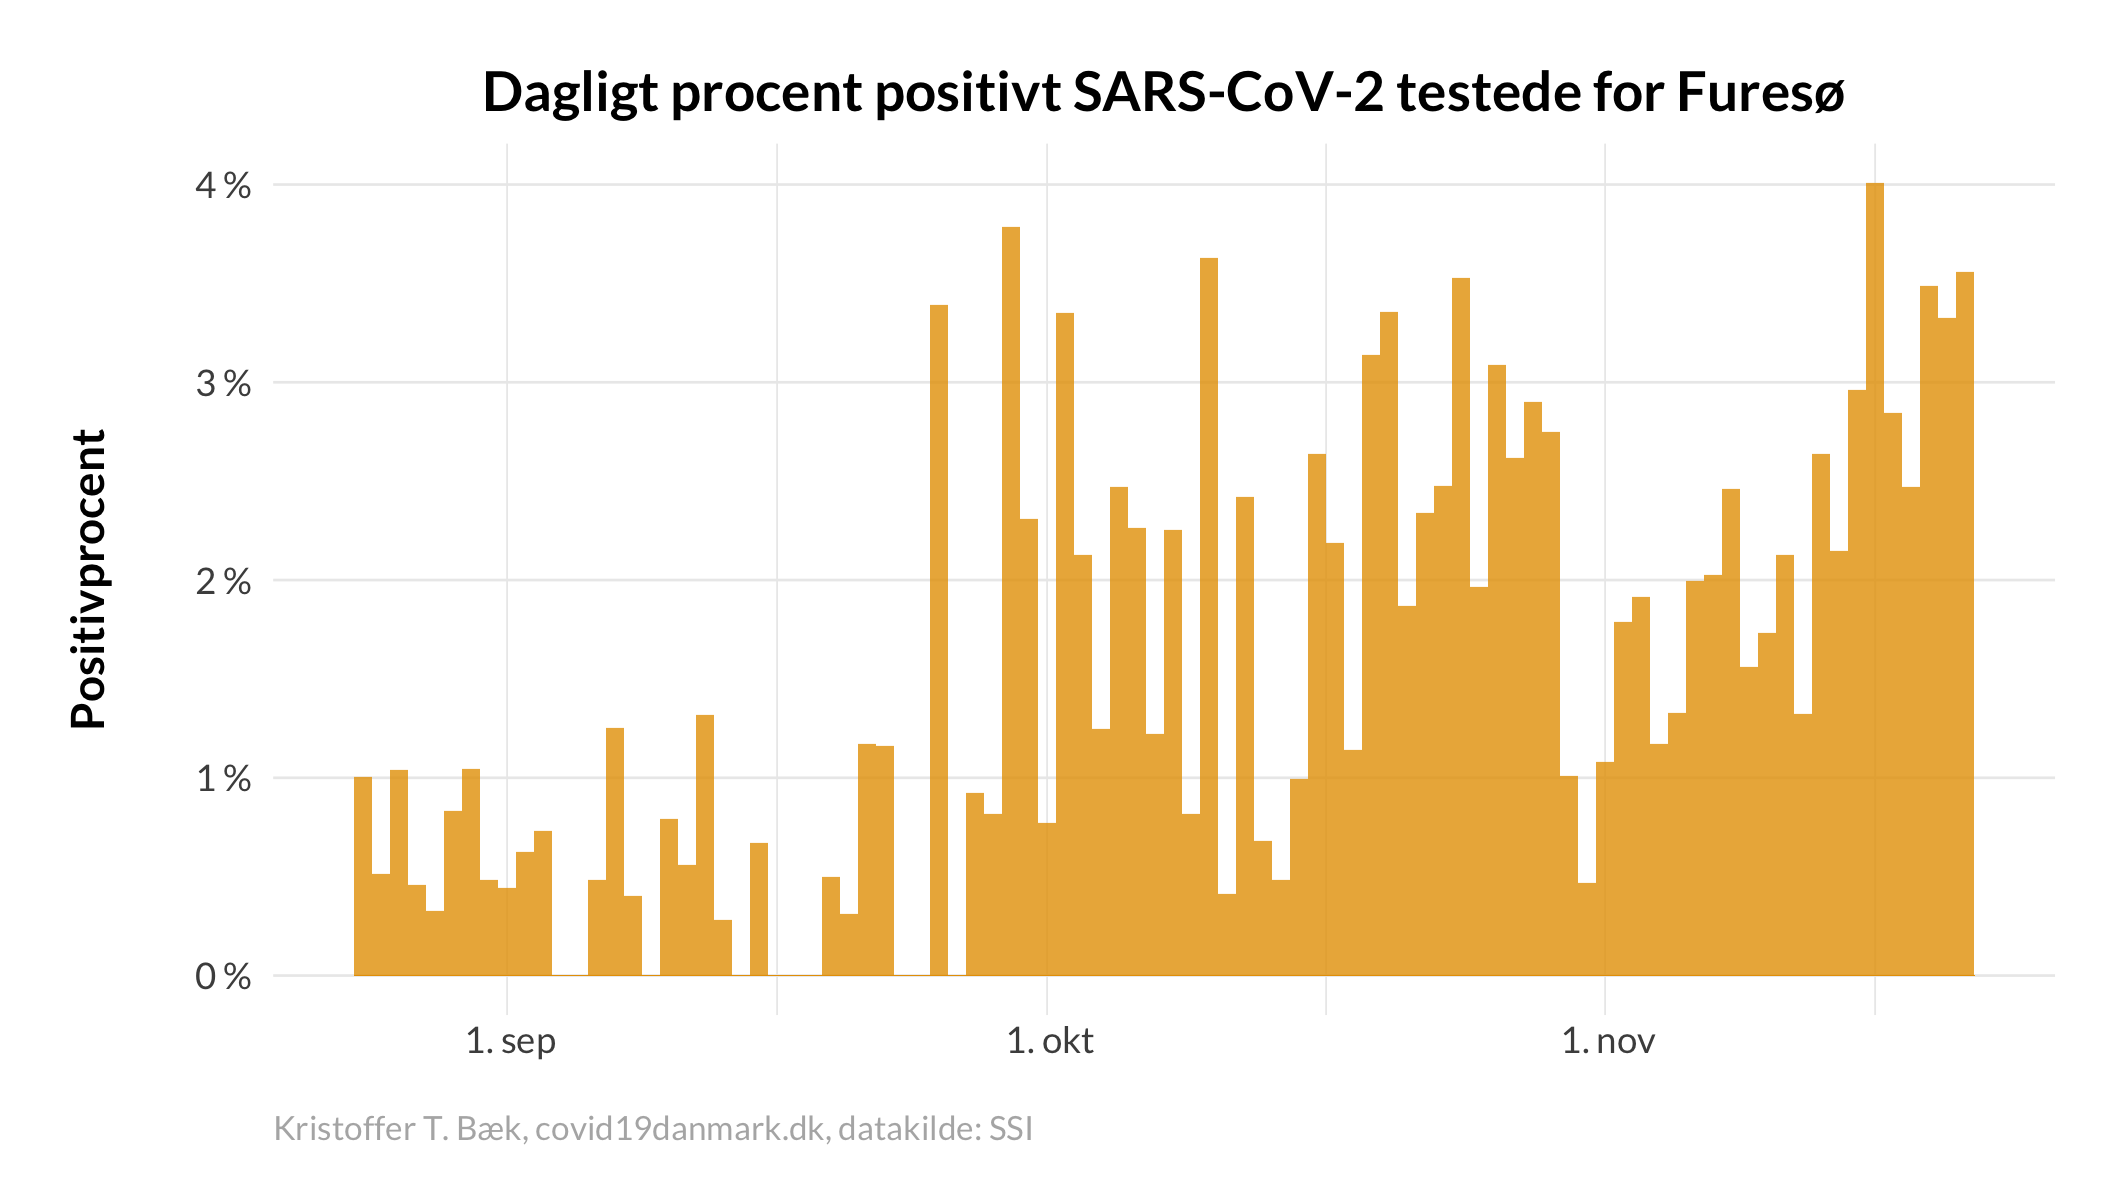 Dagligt procent positivt SARS-CoV-2 testede for Furesø
Positivprocent
4 %
3 %
2 %
1 %
0 %
1. sep
1. okt
1. nov
Kristoffer T. Bæk, covid19danmark.dk, datakilde: SSI